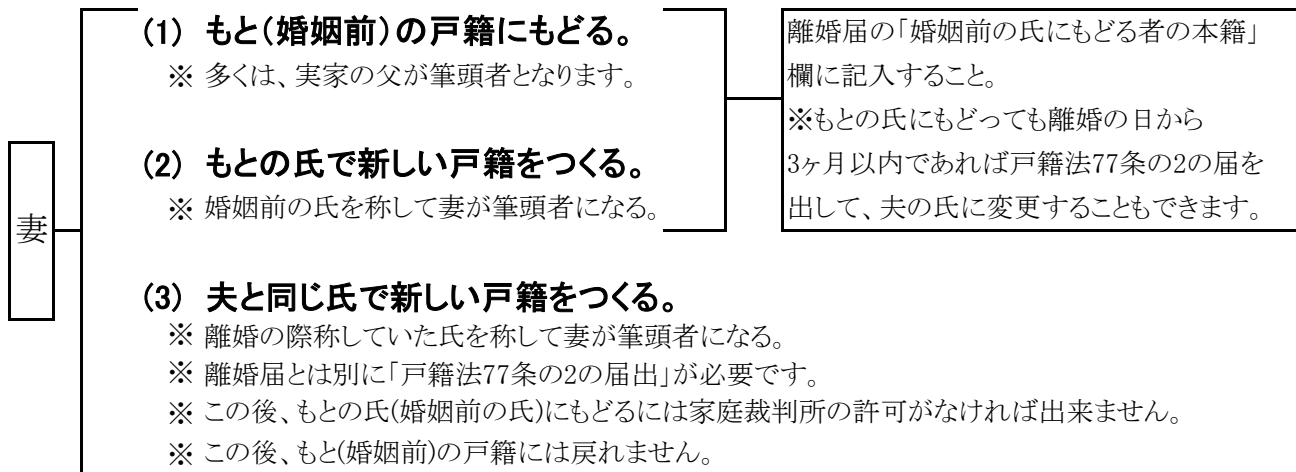 妻
(1) もと(婚姻前)の戸籍にもどる。
※ 多くは、実家の父が筆頭者となります。
(2) もとの氏で新しい戸籍をつくる。
※ 婚姻前の氏を称して妻が筆頭者になる。
離婚届の「婚姻前の氏にもどる者の本籍」
欄に記入すること。
※もとの氏にもどっても離婚の日から
3ヶ月以内であれば戸籍法77条の2の届を
出して、夫の氏に変更することもできます。
(3) 夫と同じ氏で新しい戸籍をつくる。
※ 離婚の際称していた氏を称して妻が筆頭者になる。
※ 離婚届とは別に「戸籍法77条の2の届出」が必要です。
※ この後、もとの氏(婚姻前の氏)にもどるには家庭裁判所の許可がなければ出来ません。
※ この後、もと(婚姻前)の戸籍には戻れません。